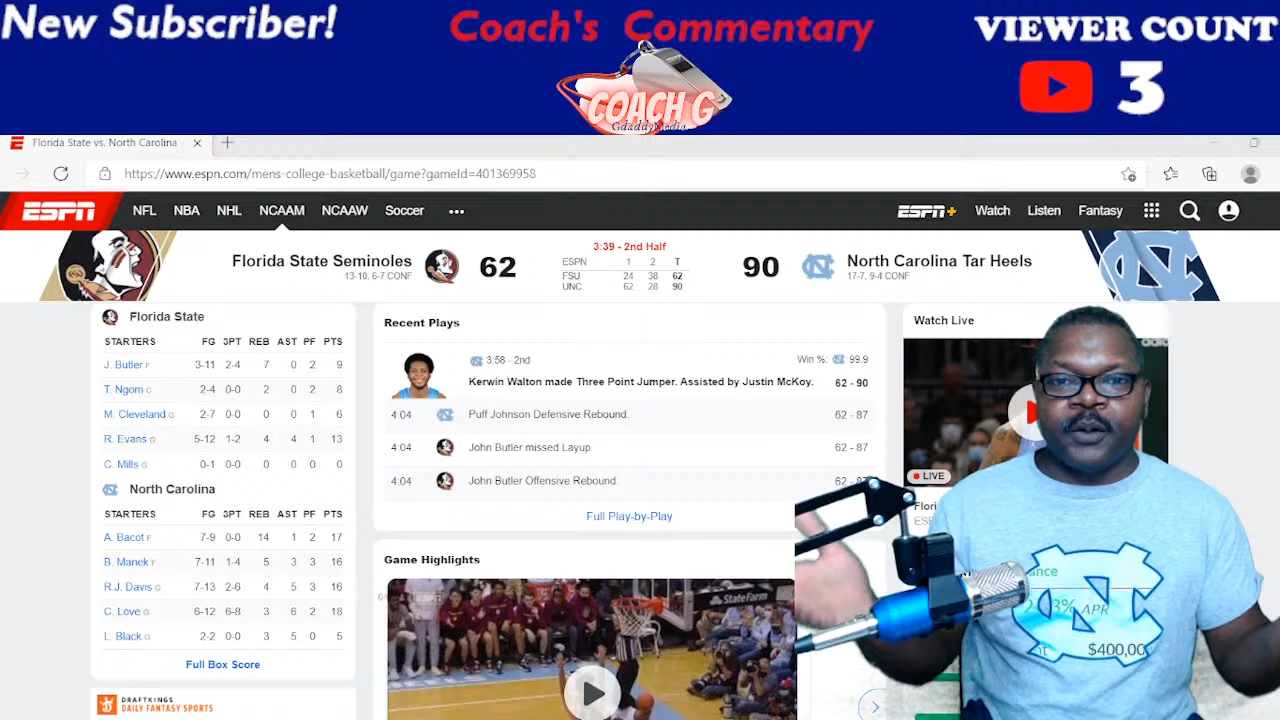 New Subscriber!
Coach's Commentary
VIEWER COUNT
3
COACH G
GdaddyMedia
Florida State vs. North Carolina
https://www.espn.com/mens-college-basketball/game?gameId=401369958
ESPN NFL NBA NHL NCAAM NCAAW Soccer ••• ESPN+ Watch Listen Fantasy
3:39 - 2nd Half
Florida State Seminoles 62 90 North Carolina Tar Heels
13-10, 6-7 CONF 17-7, 9-4 CONF
ESPN 1 2 T
FSU 24 38 62
UNC 62 28 90
Florida State
STARTERS FG 3PT REB AST PF PTS
J. Butler F 3-11 2-4 7 0 2 9
T. Ngom C 2-4 0-0 2 0 2 8
M. Cleveland G 2-7 0-0 0 0 1 6
R. Evans G 5-12 1-2 4 4 1 13
C. Mills G 0-1 0-0 0 0 0 0
North Carolina
STARTERS FG 3PT REB AST PF PTS
A. Bacot F 7-9 0-0 14 1 2 17
B. Manek F 7-11 1-4 5 3 3 16
R.J. Davis G 7-13 2-6 4 5 3 16
C. Love G 6-12 6-8 3 6 2 18
L. Black G 2-2 0-0 3 5 0 5
Full Box Score
DRAFTKINGS
DAILY FANTASY SPORTS
Recent Plays
3:58 - 2nd Win %: 99.9
Kerwin Walton made Three Point Jumper. Assisted by Justin McKoy. 62 - 90
4:04 Puff Johnson Defensive Rebound. 62 - 87
4:04 John Butler missed Layup. 62 - 87
4:04 John Butler Offensive Rebound. 62 - 87
Full Play-by-Play
Game Highlights
StateFarm
Watch Live
LIVE
APR
$400,00